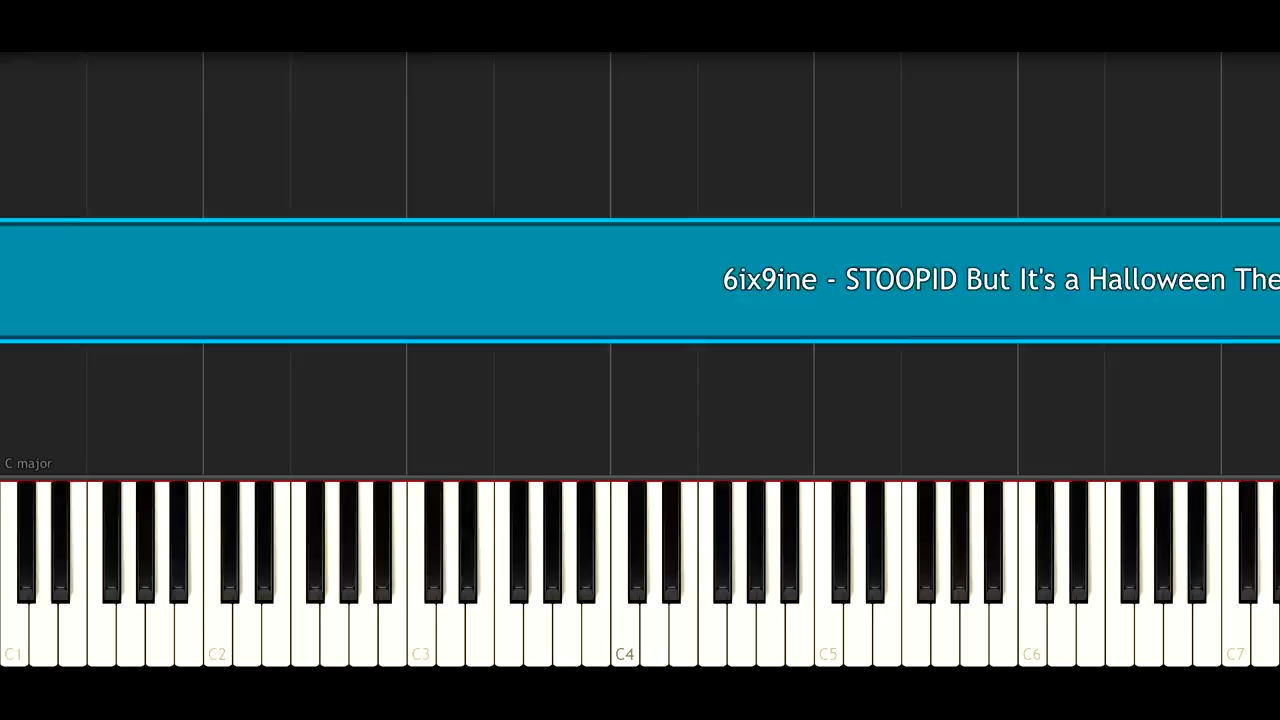 6ix9ine - STOOPID But It's a Halloween The
C major
C1 C2 C3 C4 C5 C6 C7